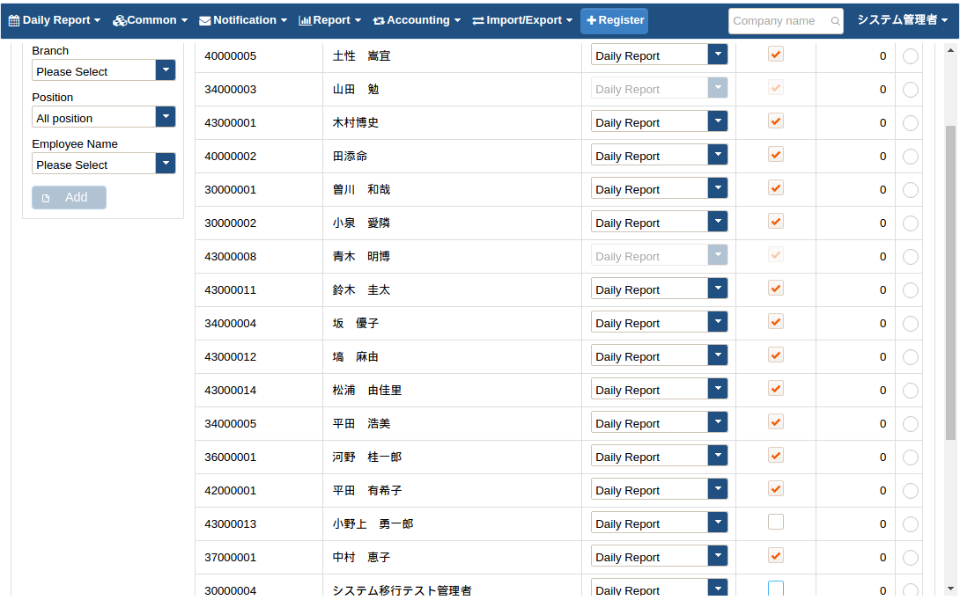 Daily Report Common Notification Report Accounting Import/Export Register Company name システム管理者
Branch
Please Select
Position
All position
Employee Name
Please Select
Add
40000005 土性 嵩宜 Daily Report 0
34000003 山田 勉 Daily Report 0
43000001 木村博史 Daily Report 0
40000002 田添命 Daily Report 0
30000001 曽川 和哉 Daily Report 0
30000002 小泉 愛隣 Daily Report 0
43000008 青木 明博 Daily Report 0
43000011 鈴木 圭太 Daily Report 0
34000004 坂 優子 Daily Report 0
43000012 塙 麻由 Daily Report 0
43000014 松浦 由佳里 Daily Report 0
34000005 平田 浩美 Daily Report 0
36000001 河野 桂一郎 Daily Report 0
42000001 平田 有希子 Daily Report 0
43000013 小野上 勇一郎 Daily Report 0
37000001 中村 恵子 Daily Report 0
30000004 システム移行テスト管理者 Daily Report 0